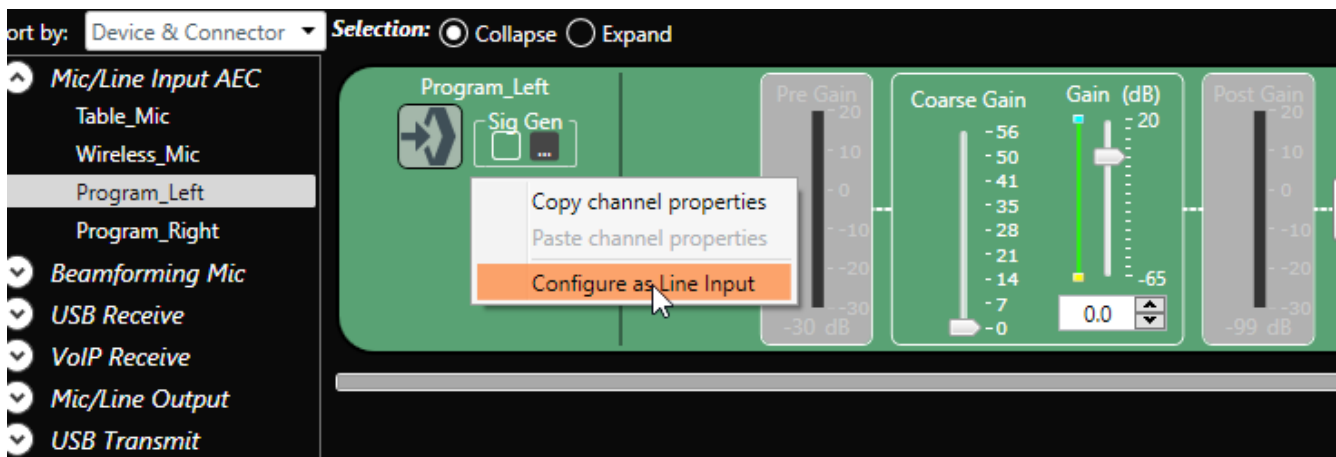 ort by: Device & Connector Selection: Collapse Expand
Mic/Line Input AEC
Table_Mic
Wireless_Mic
Program_Left
Program_Right
Beamforming Mic
USB Receive
VoIP Receive
Mic/Line Output
USB Transmit
Program_Left
Sig Gen
...
Copy channel properties
Paste channel properties
Configure as Line Input
Pre Gain
20
10
0
-10
-20
-30
-30 dB
Coarse Gain
56
50
41
35
28
21
14
7
0
Gain (dB)
20
-65
0.0
Post Gain
20
10
0
-10
-20
-30
-99 dB